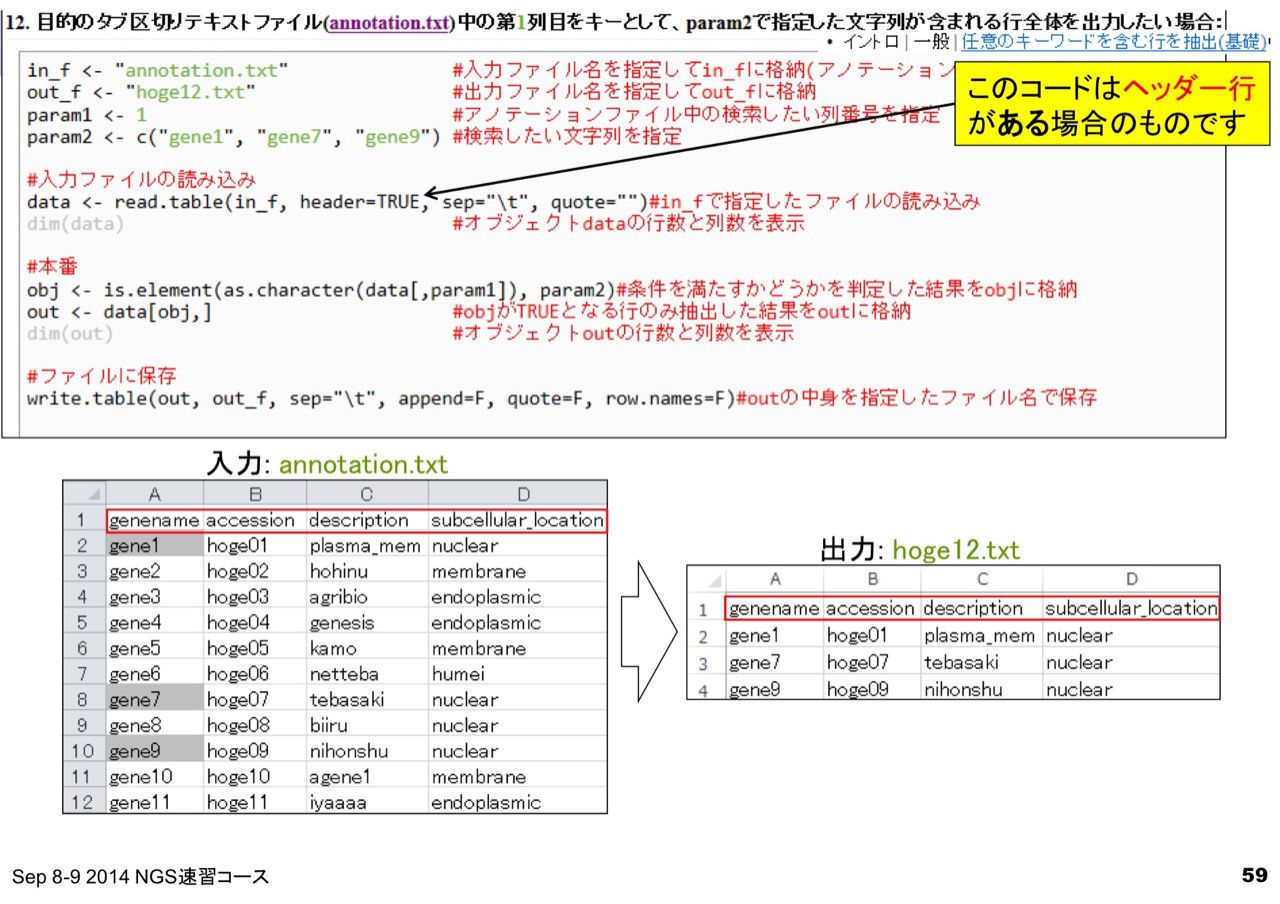 12. 目的のタブ区切りテキストファイル(annotation.txt)中の第1列目をキーとして、param2で指定した文字列が含まれる行全体を出力したい場合:
• イントロ | 一般 | 任意のキーワードを含む行を抽出(基礎)
in_f <- "annotation.txt" #入力ファイル名を指定してin_fに格納(アノテーション
out_f <- "hoge12.txt" #出力ファイル名を指定してout_fに格納
param1 <- 1 #アノテーションファイル中の検索したい列番号を指定
param2 <- c("gene1", "gene7", "gene9") #検索したい文字列を指定
このコードはヘッダー行
がある場合のものです
#入力ファイルの読み込み
data <- read.table(in_f, header=TRUE, sep="\t", quote="")#in_fで指定したファイルの読み込み
dim(data) #オブジェクトdataの行数と列数を表示
#本番
obj <- is.element(as.character(data[,param1]), param2)#条件を満たすかどうかを判定した結果をobjに格納
out <- data[obj,] #objがTRUEとなる行のみ抽出した結果をoutに格納
dim(out) #オブジェクトoutの行数と列数を表示
#ファイルに保存
write.table(out, out_f, sep="\t", append=F, quote=F, row.names=F)#outの中身を指定したファイル名で保存
入力: annotation.txt
A B C D
1 genename accession description subcellular_location
2 gene1 hoge01 plasma_mem nuclear
3 gene2 hoge02 hohinu membrane
4 gene3 hoge03 agribio endoplasmic
5 gene4 hoge04 genesis endoplasmic
6 gene5 hoge05 kamo membrane
7 gene6 hoge06 netteba humei
8 gene7 hoge07 tebasaki nuclear
9 gene8 hoge08 biiru nuclear
10 gene9 hoge09 nihonshu nuclear
11 gene10 hoge10 agene1 membrane
12 gene11 hoge11 iyaaaa endoplasmic
出力: hoge12.txt
A B C D
1 genename accession description subcellular_location
2 gene1 hoge01 plasma_mem nuclear
3 gene7 hoge07 tebasaki nuclear
4 gene9 hoge09 nihonshu nuclear
Sep 8-9 2014 NGS速習コース
59